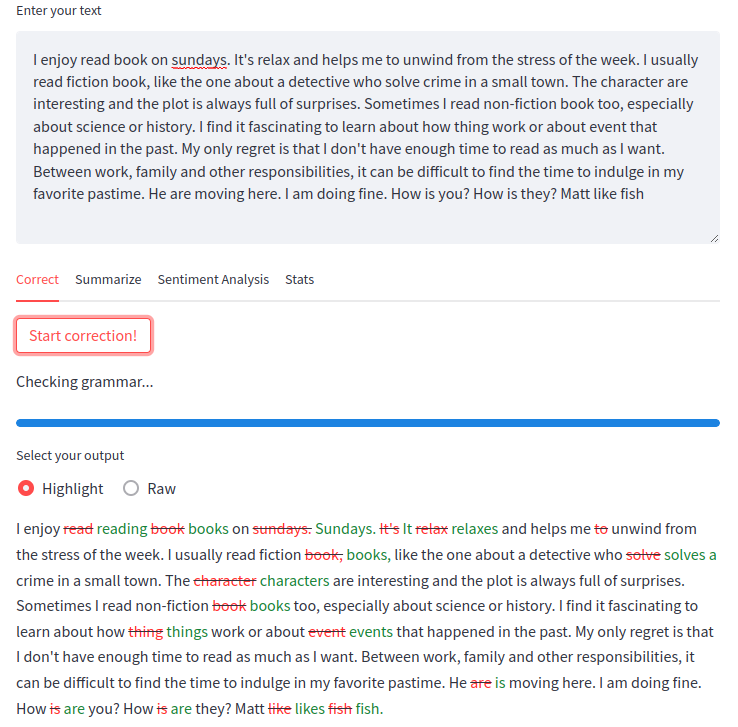 Enter your text
I enjoy read book on sundays. It's relax and helps me to unwind from the stress of the week. I usually
read fiction book, like the one about a detective who solve crime in a small town. The character are
interesting and the plot is always full of surprises. Sometimes I read non-fiction book too, especially
about science or history. I find it fascinating to learn about how thing work or about event that
happened in the past. My only regret is that I don't have enough time to read as much as I want.
Between work, family and other responsibilities, it can be difficult to find the time to indulge in my
favorite pastime. He are moving here. I am doing fine. How is you? How is they? Matt like fish
Correct Summarize Sentiment Analysis Stats
Start correction!
Checking grammar...
Select your output
Highlight Raw
I enjoy read reading book books on sundays. Sundays. It's It relax relaxes and helps me to unwind from
the stress of the week. I usually read fiction book, books, like the one about a detective who solve solves a
crime in a small town. The character characters are interesting and the plot is always full of surprises.
Sometimes I read non-fiction book books too, especially about science or history. I find it fascinating to
learn about how thing things work or about event events that happened in the past. My only regret is that
I don't have enough time to read as much as I want. Between work, family and other responsibilities, it
can be difficult to find the time to indulge in my favorite pastime. He are is moving here. I am doing fine.
How is are you? How is are they? Matt like likes fish fish.